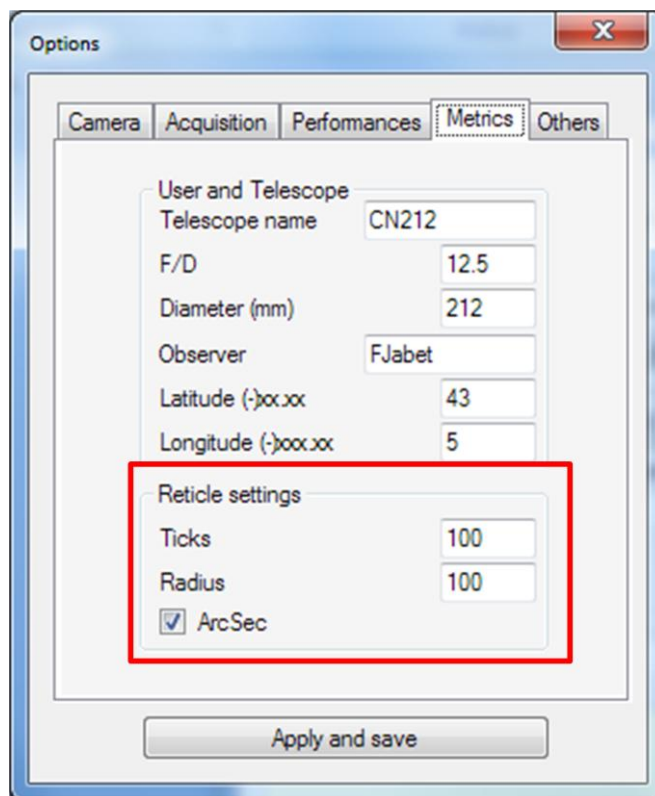 Options
Camera Acquisition Performances Metrics Others
User and Telescope
Telescope name CN212
F/D 12.5
Diameter (mm) 212
Observer FJabet
Latitude (-)xx.xx 43
Longitude (-)xxx.xx 5
Reticle settings
Ticks 100
Radius 100
ArcSec
Apply and save